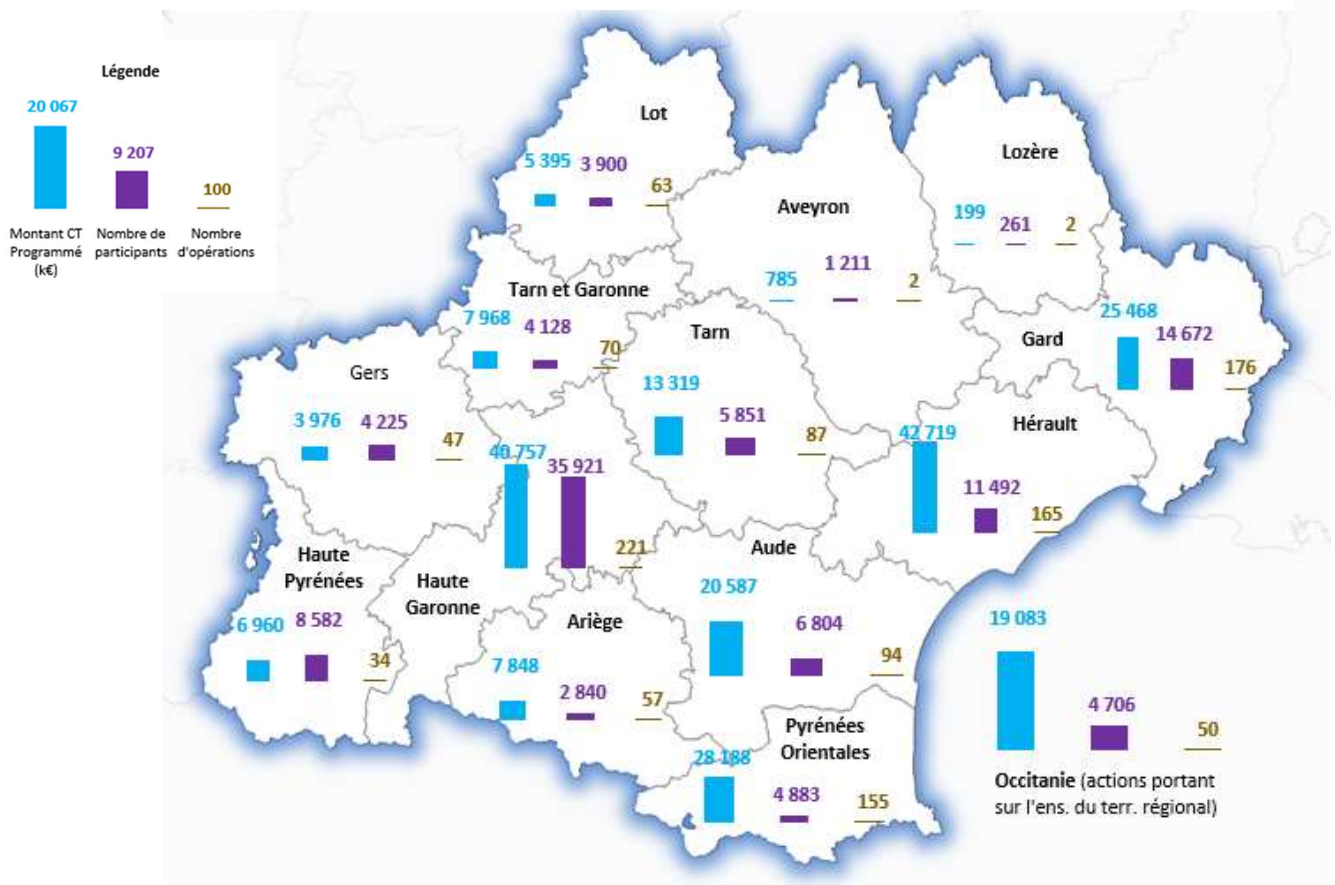 Légende
20 067
9 207
100
Montant CT
Programmé
(k€)
Nombre de
participants
Nombre
d'opérations
Lot
5 395
3 900
63
Aveyron
785
1 211
2
Lozère
199
261
2
Tarn et Garonne
7 968
4 128
70
Tarn
13 319
5 851
87
Gard
25 468
14 672
176
Gers
3 976
4 225
47
40 757
35 921
221
Hérault
42 719
11 492
165
Haute
Pyrénées
6 960
8 582
34
Haute
Garonne
Ariège
7 848
2 840
57
Aude
20 587
6 804
94
Pyrénées
Orientales
28 188
4 883
155
19 083
4 706
50
Occitanie (actions portant
sur l'ens. du terr. régional)